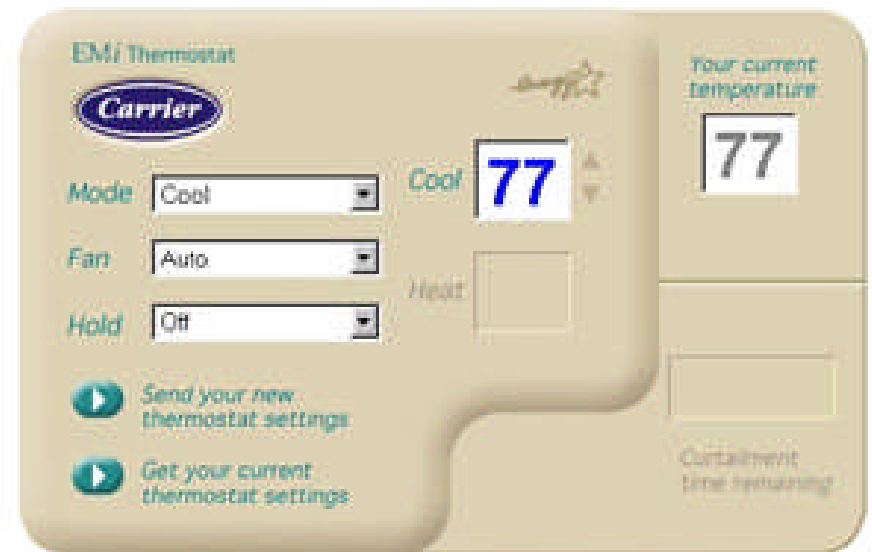 EMi Thermostat
Carrier
Mode
Cool
Fan
Auto
Hold
Off
Cool
77
Heat
Send your new
thermostat settings
Get your current
thermostat settings
Your current
temperature
77
Curtailment
time remaining